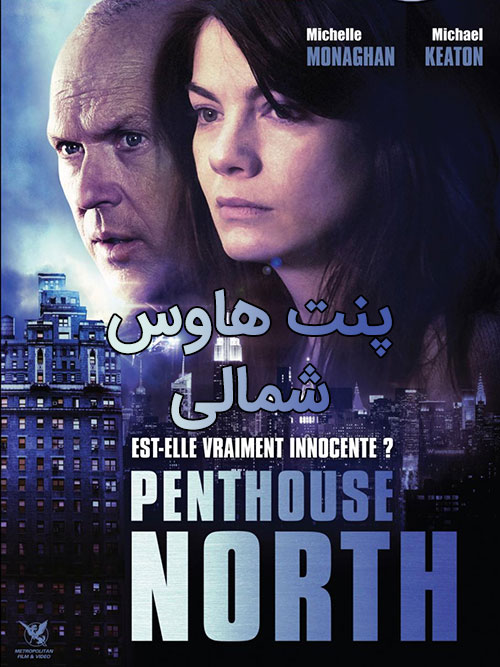 Michelle
MONAGHAN
Michael
KEATON
پنت هاوس
شمالی
EST-ELLE VRAIMENT INNOCENTE ?
PENTHOUSE
NORTH
METROPOLITAN
FILM & VIDEO